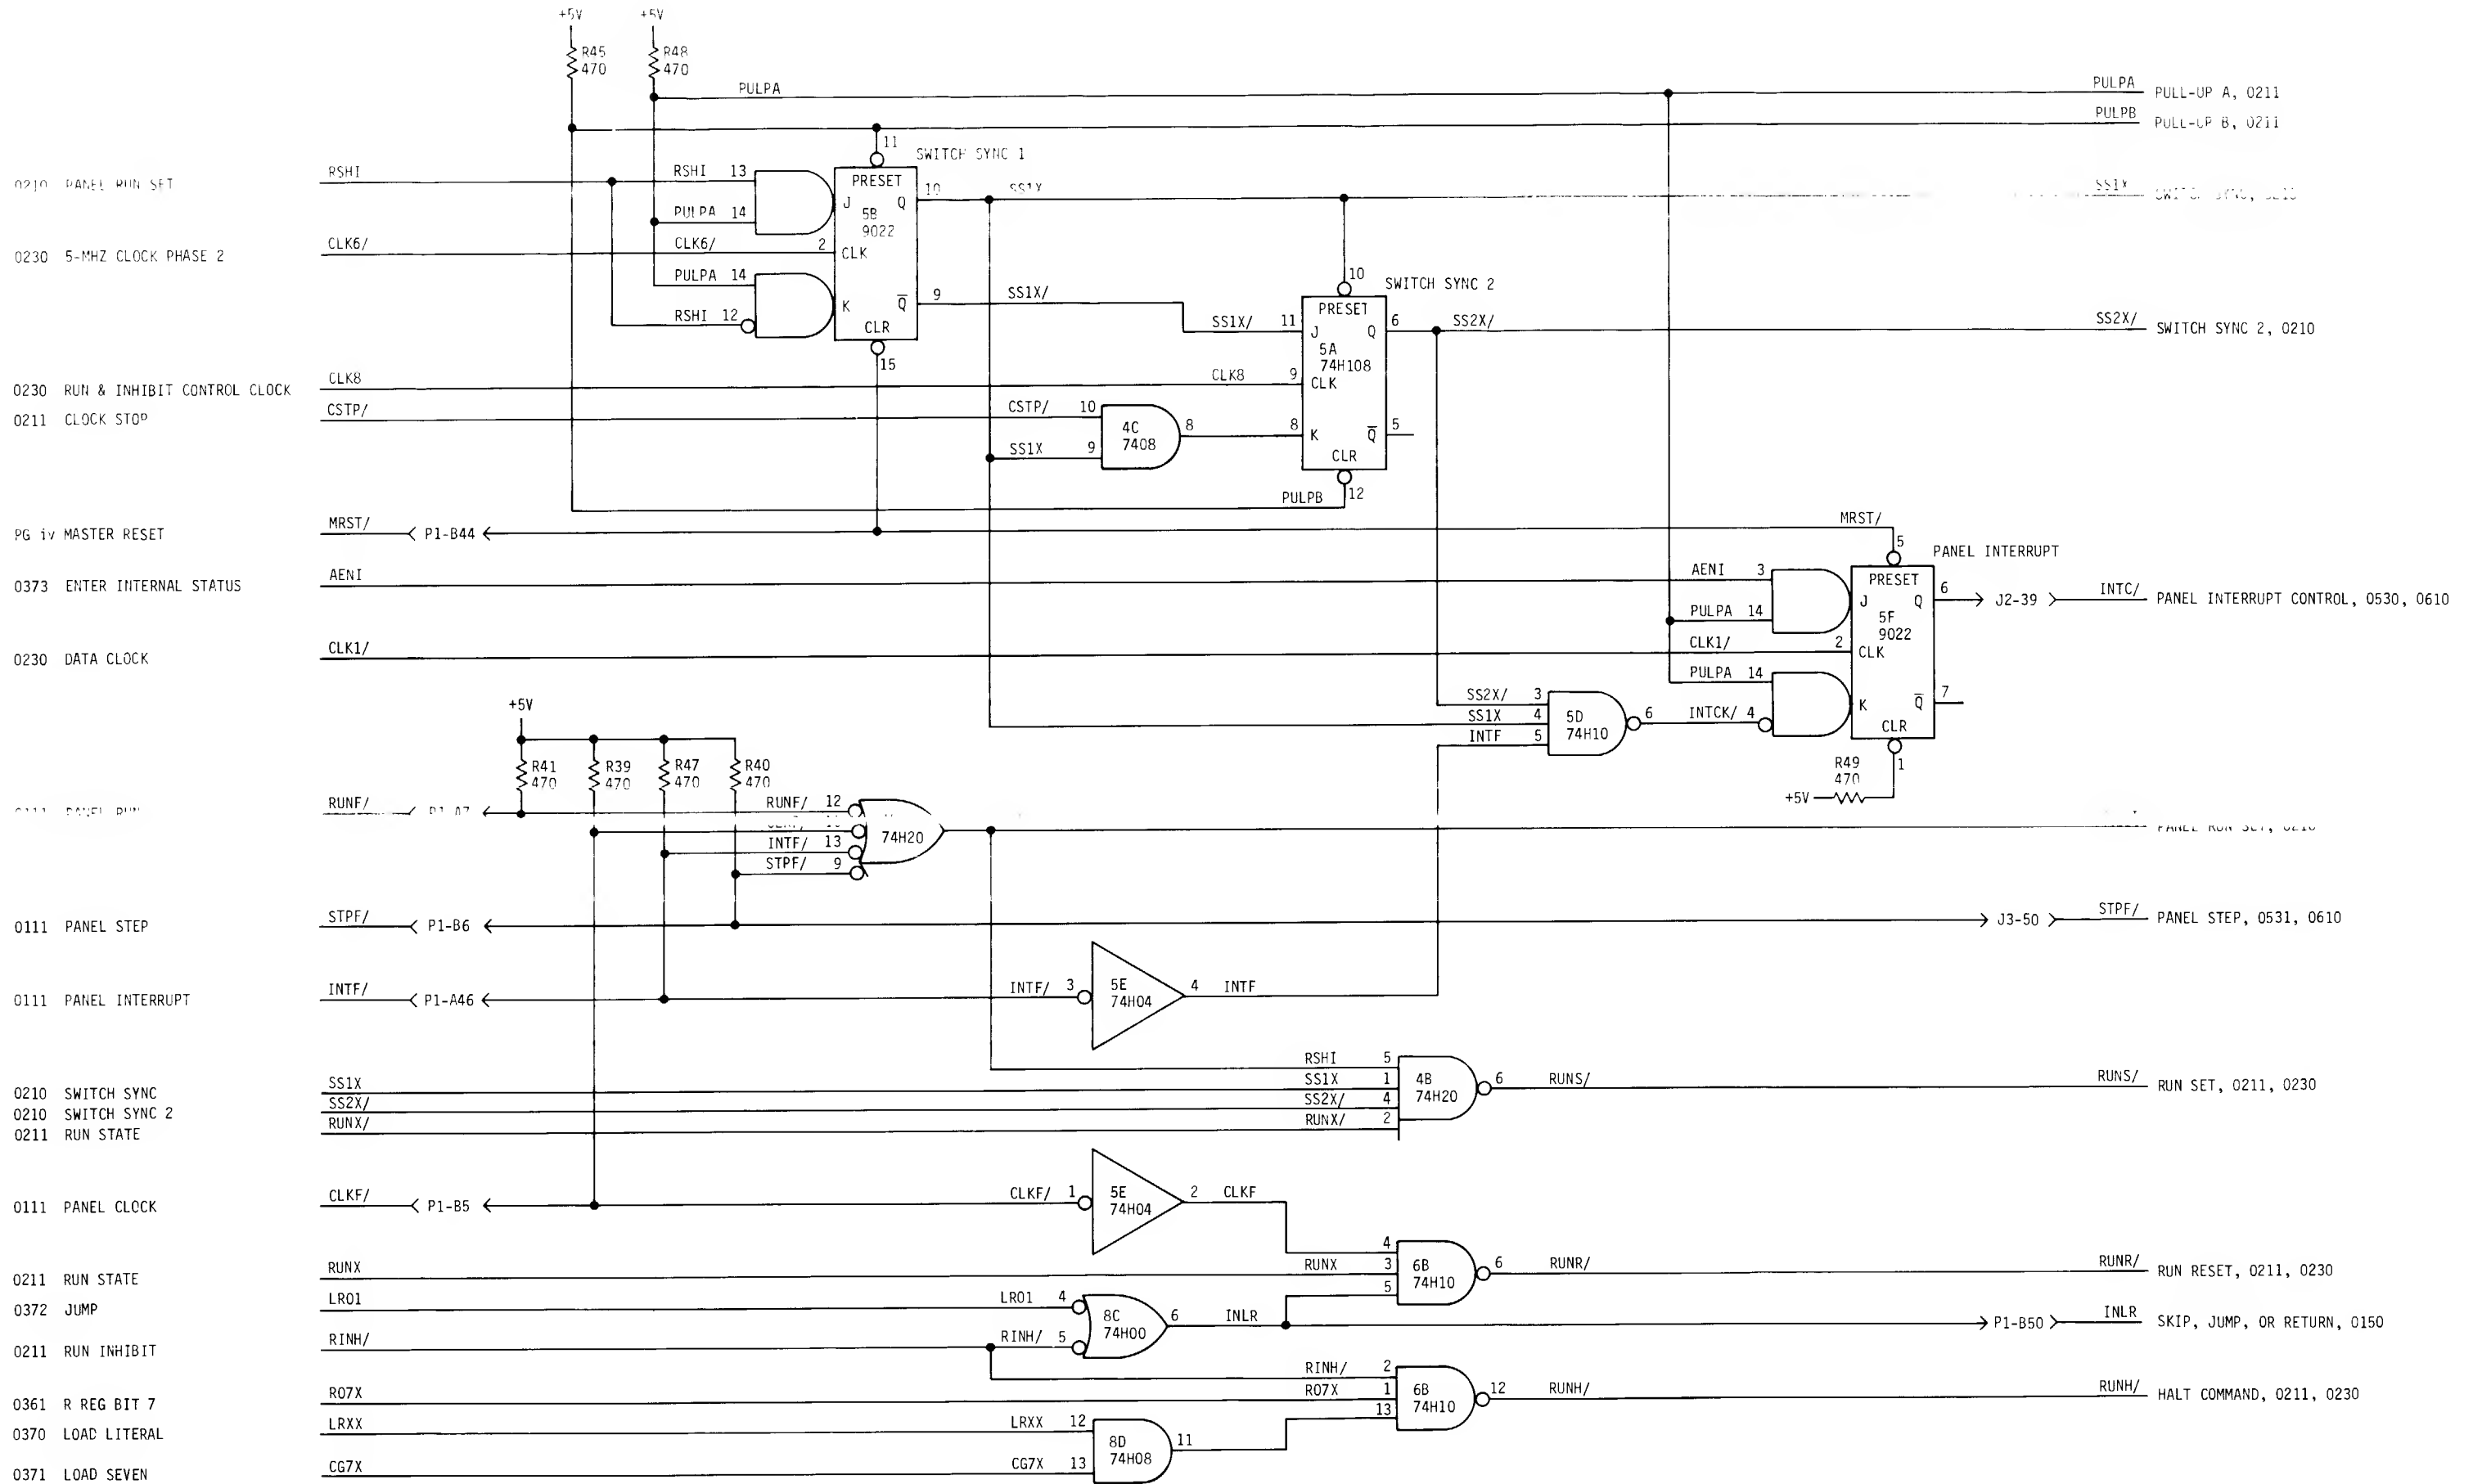 +5V +5V
R45 470
R48 470
PULPA PULPA PULL-UP A, 0211
PULPB PULL-UP B, 0211
11 SWITCH SYNC 1
0210 PANEL RUN SET RSHI RSHI 13
PRESET
J Q
5B
9022
10 SS1X SS1X
PULPA 14
0230 5-MHZ CLOCK PHASE 2 CLK6/ CLK6/ 2 CLK
PULPA 14
K Q 9 SS1X/
RSHI 12
CLR
15
10 SWITCH SYNC 2
PRESET
SS1X/ 11 J Q 6 SS2X/ SS2X/ SWITCH SYNC 2, 0210
5A
74H108
0230 RUN & INHIBIT CONTROL CLOCK CLK8 CLK8 9 CLK
0211 CLOCK STOP CSTP/ CSTP/ 10
4C
7408
8 8 K Q 5
SS1X 9
CLR
PULPB 12
PG iv MASTER RESET MRST/ P1-B44 MRST/
5 PANEL INTERRUPT
0373 ENTER INTERNAL STATUS AENI AENI 3
PRESET
J Q 6 J2-39 INTC/ PANEL INTERRUPT CONTROL, 0530, 0610
PULPA 14
5F
9022
0230 DATA CLOCK CLK1/ CLK1/ 2 CLK
PULPA 14
K Q 7
SS2X/ 3
SS1X 4
INTF 5
5D
74H10
6 INTCK/ 4
CLR
1
R49
470
+5V
+5V
R41 470
R39 470
R47 470
R40 470
RUNF/ RUNF/ 12
74H20
INTF/ 13
STPF/ 9
PANEL RUN SET, 0210
0111 PANEL STEP STPF/ P1-B6 J3-50 STPF/ PANEL STEP, 0531, 0610
0111 PANEL INTERRUPT INTF/ P1-A46 INTF/ 3
5E
74H04
4 INTF
RSHI 5
0210 SWITCH SYNC SS1X SS1X 1
0210 SWITCH SYNC 2 SS2X/ SS2X/ 4
0211 RUN STATE RUNX/ RUNX/ 2
4B
74H20
6 RUNS/ RUNS/ RUN SET, 0211, 0230
0111 PANEL CLOCK CLKF/ P1-B5 CLKF/ 1
5E
74H04
2 CLKF
4
0211 RUN STATE RUNX RUNX 3
5
6B
74H10
6 RUNR/ RUNR/ RUN RESET, 0211, 0230
0372 JUMP LR01 LR01 4
8C
74H00
6 INLR P1-B50 INLR SKIP, JUMP, OR RETURN, 0150
0211 RUN INHIBIT RINH/ RINH/ 5
RINH/ 2
0361 R REG BIT 7 R07X R07X 1
13
6B
74H10
12 RUNH/ RUNH/ HALT COMMAND, 0211, 0230
0370 LOAD LITERAL LRXX LRXX 12
8D
74H08
11
0371 LOAD SEVEN CG7X CG7X 13